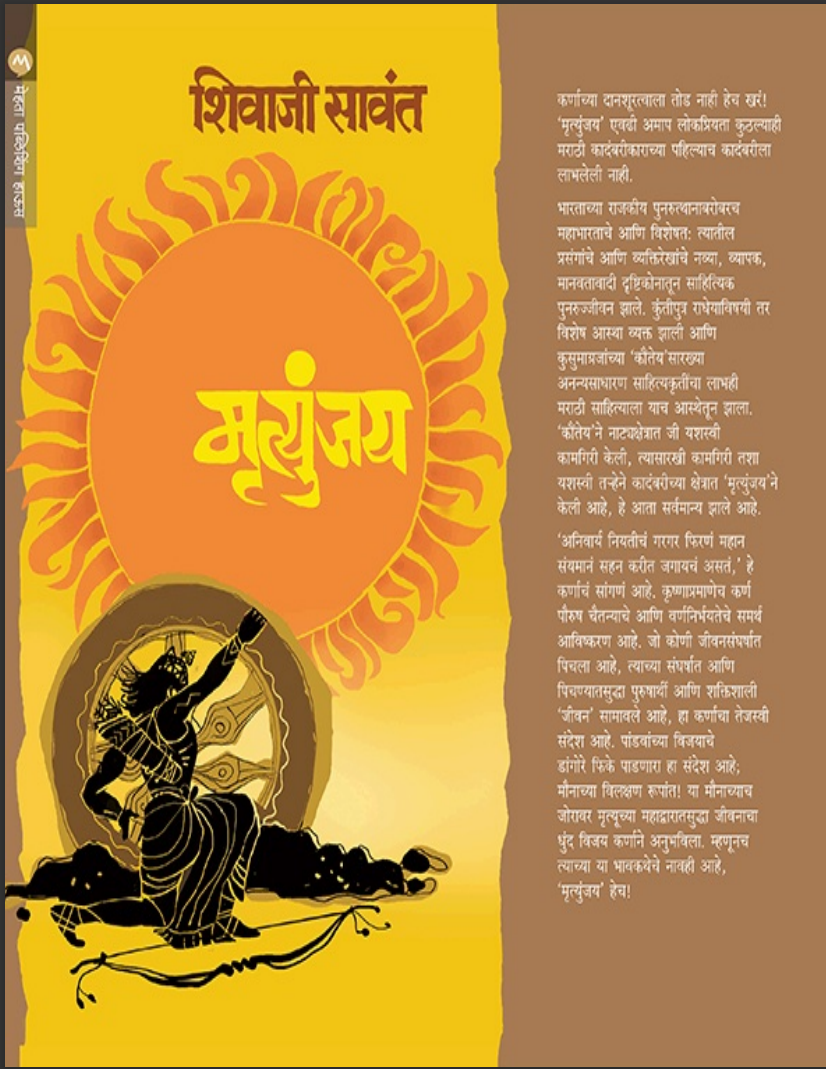 मेहता पब्लिशिंग हाऊस
शिवाजी सावंत
मृत्युंजय
कर्णाच्या दानशूरत्वाला तोड नाही हेच खरं!
'मृत्युंजय' एवढी अमाप लोकप्रियता कुठल्याही
मराठी कादंबरीकाराच्या पहिल्याच कादंबरीला
लाभलेली नाही.
भारताच्या राजकीय पुनरुत्थानाबरोबरच
महाभारताचे आणि विशेषत: त्यातील
प्रसंगांचे आणि व्यक्तिरेखांचे नव्या, व्यापक,
मानवतावादी दृष्टिकोनातून साहित्यिक
पुनरुज्जीवन झाले. कुंतीपुत्र राधेयाविषयी तर
विशेष आस्था व्यक्त झाली आणि
कुसुमाग्रजांच्या 'कौंतेय'सारख्या
अनन्यसाधारण साहित्यकृतींचा लाभही
मराठी साहित्याला याच आस्थेतून झाला.
'कौंतेय'ने नाट्यक्षेत्रात जी यशस्वी
कामगिरी केली, त्यासारखी कामगिरी तशा
यशस्वी तऱ्हेने कादंबरीच्या क्षेत्रात 'मृत्युंजय'ने
केली आहे, हे आता सर्वमान्य झाले आहे.
'अनिवार्य नियतीचं गरगर फिरणं महान
संयमानं सहन करीत जगायचं असतं,' हे
कर्णाचं सांगणं आहे. कृष्णाप्रमाणेच कर्ण
पौरुष चैतन्याचे आणि वर्णनिर्भयतेचे समर्थ
आविष्करण आहे. जो कोणी जीवनसंघर्षात
पिचला आहे, त्याच्या संघर्षात आणि
पिचण्यातसुद्धा पुरुषार्थी आणि शक्तिशाली
'जीवन' सामावलं आहे, हा कर्णाचा तेजस्वी
संदेश आहे. पांडवांच्या विजयाचे
डांगोरे फिके पाडणारा हा संदेश आहे;
मौनाच्या विलक्षण रूपांत! या मौनाच्याच
जोरावर मृत्यूच्या महाद्वारातसुद्धा जीवनाचा
धुंद विजय कर्णाने अनुभविला. म्हणूनच
त्याच्या या भावकथेचे नावही आहे,
'मृत्युंजय' हेच!